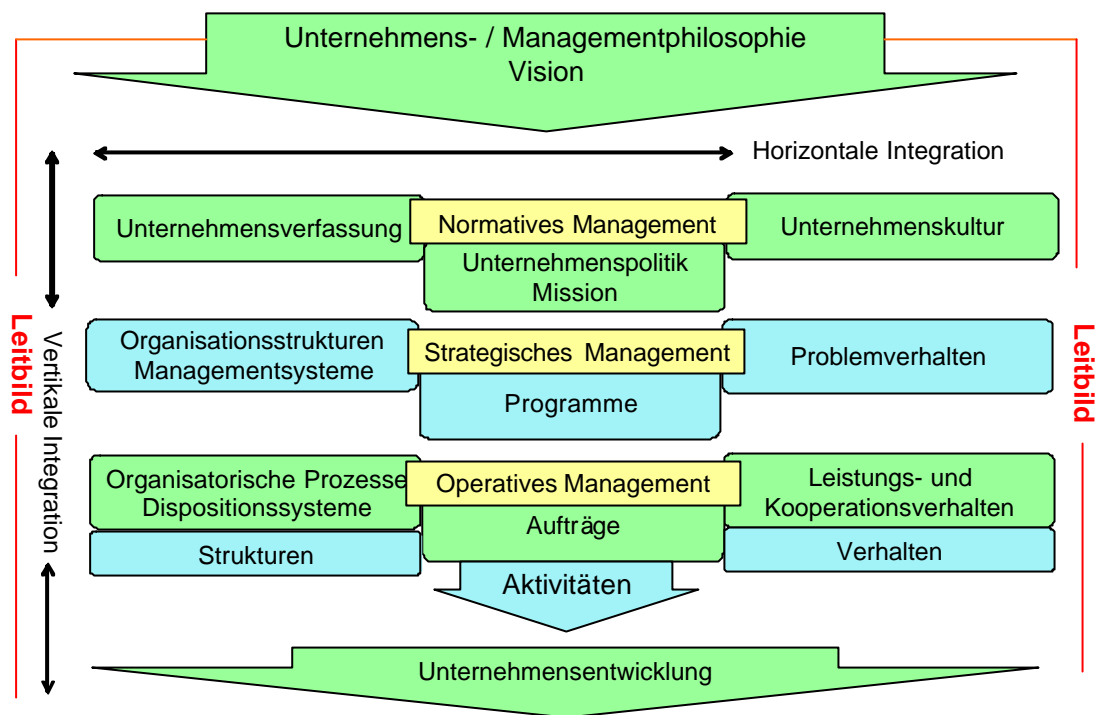 Unternehmens- / Managementphilosophie
Vision
Horizontale Integration
Unternehmensverfassung
Normatives Management
Unternehmenskultur
Unternehmenspolitik
Mission
Leitbild
Vertikale Integration
Organisationsstrukturen
Managementsysteme
Strategisches Management
Problemverhalten
Programme
Leitbild
Organisatorische Prozesse
Dispositionssysteme
Operatives Management
Leistungs- und
Kooperationsverhalten
Aufträge
Strukturen
Verhalten
Aktivitäten
Unternehmensentwicklung